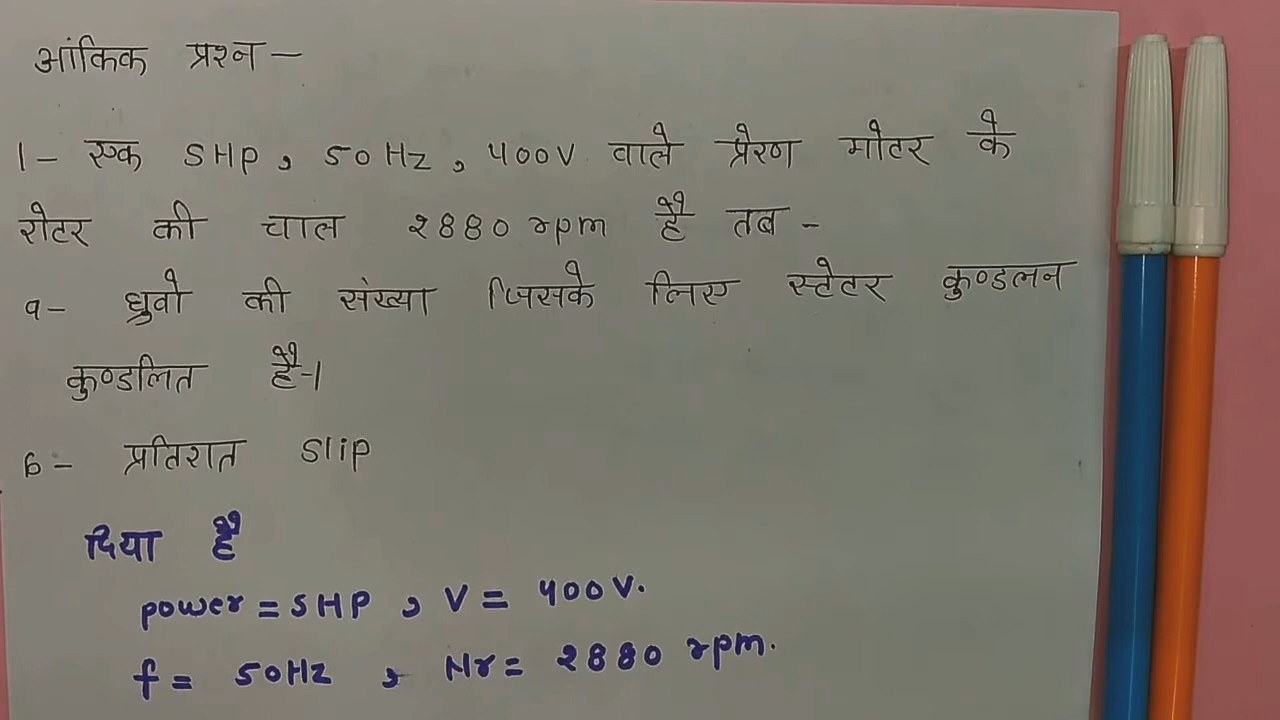 आंकिक प्रश्न –
1 – एक 5HP, 50Hz, 400V वाले प्रेरण मोटर के
रोटर की चाल 2880 rpm है तब –
a – ध्रुवो की संख्या जिसके लिए स्टेटर कुण्डलन
कुण्डलित है ।
b – प्रतिशत Slip
दिया है
power = 5HP, V = 400V.
f = 50Hz, Nr = 2880 rpm.